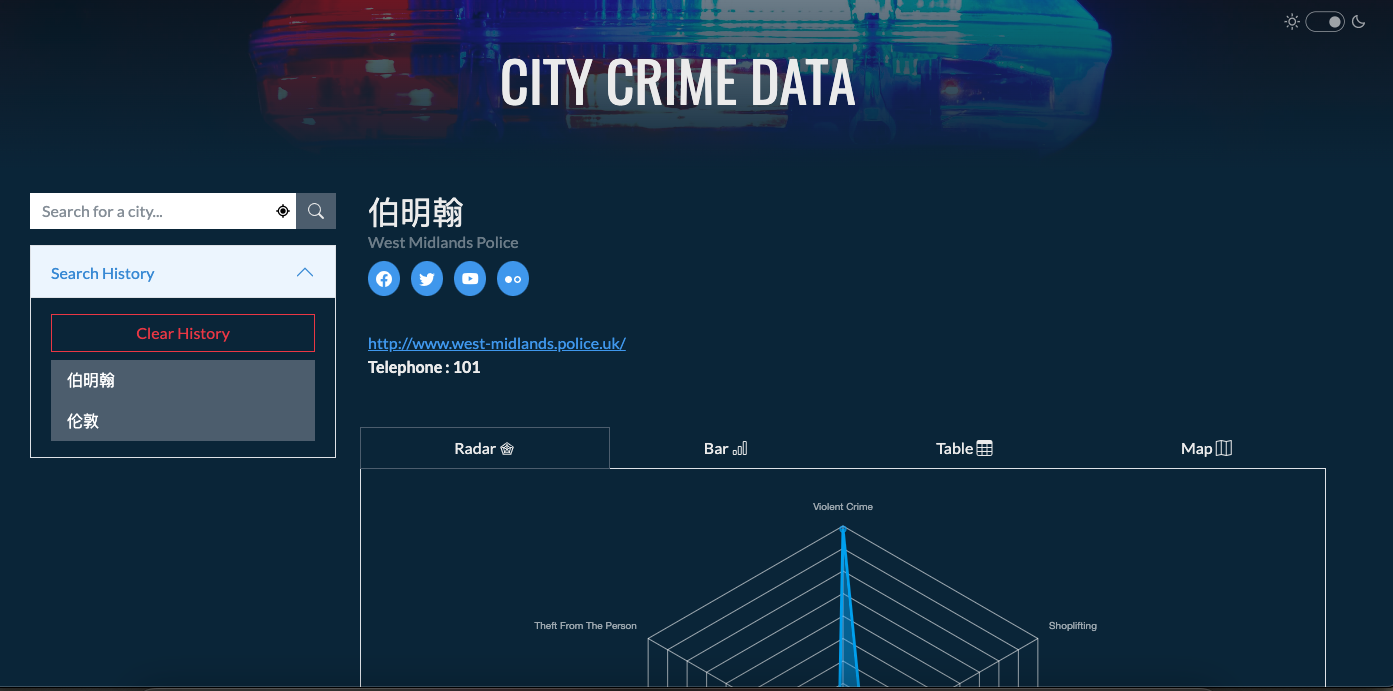 CITY CRIME DATA
Search for a city...
Search History
Clear History
伯明翰
伦敦
伯明翰
West Midlands Police
http://www.west-midlands.police.uk/
Telephone : 101
Radar
Bar
Table
Map
Violent Crime
Theft From The Person
Shoplifting